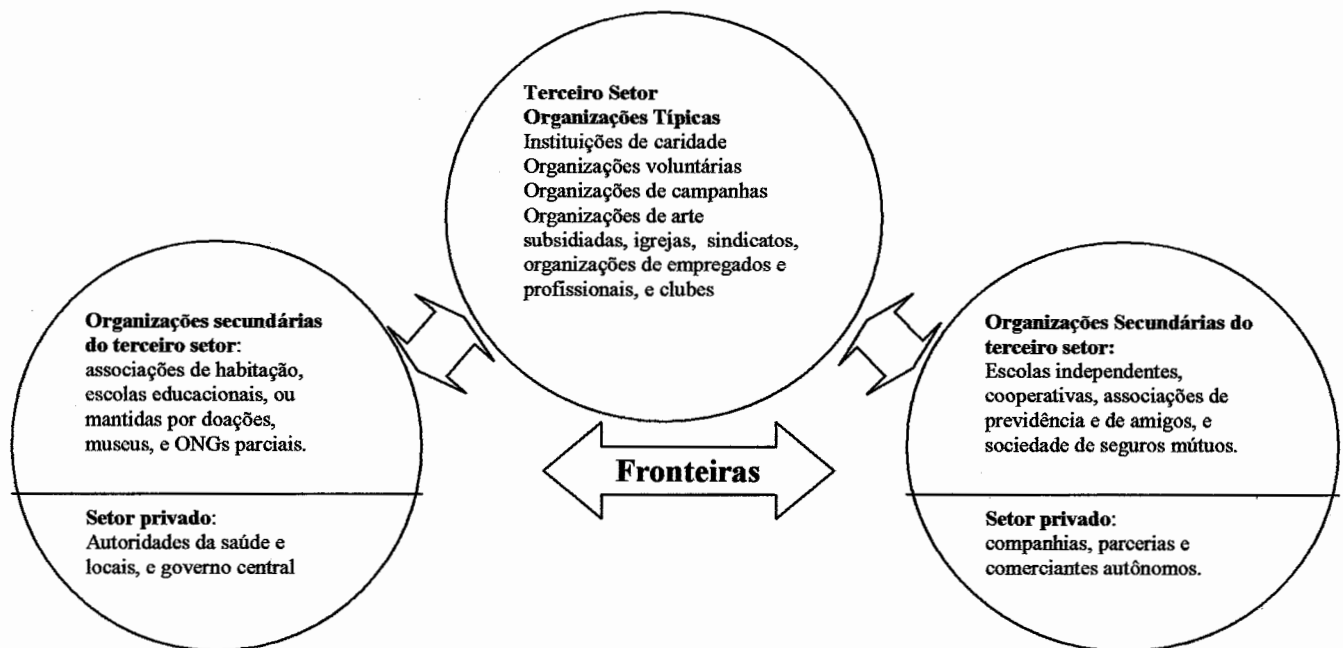 Terceiro Setor
Organizações Típicas
Instituições de caridade
Organizações voluntárias
Organizações de campanhas
Organizações de arte
subsidiadas, igrejas, sindicatos,
organizações de empregados e
profissionais, e clubes
Organizações secundárias
do terceiro setor:
associações de habitação,
escolas educacionais, ou
mantidas por doações,
museus, e ONGs parciais.
Setor privado:
Autoridades da saúde e
locais, e governo central
Fronteiras
Organizações Secundárias do
terceiro setor:
Escolas independentes,
cooperativas, associações de
previdência e de amigos, e
sociedade de seguros mútuos.
Setor privado:
companhias, parcerias e
comerciantes autônomos.